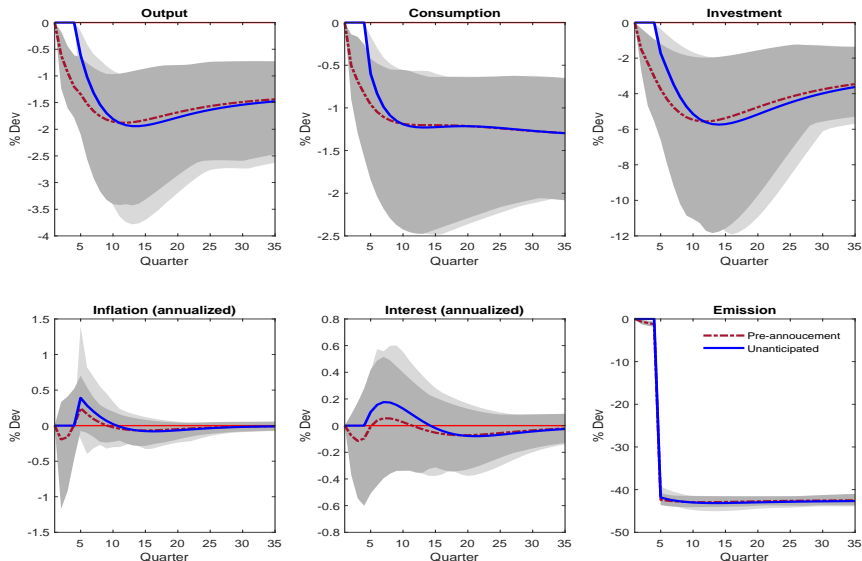 Output
Consumption
Investment
0
-0.5
-1
-1.5
-2
-2.5
-3
-3.5
-4
% Dev
5 10 15 20 25 30 35
Quarter
0
-0.5
-1
-1.5
-2
-2.5
% Dev
5 10 15 20 25 30 35
Quarter
0
-2
-4
-6
-8
-10
-12
% Dev
5 10 15 20 25 30 35
Quarter
Inflation (annualized)
Interest (annualized)
Emission
1.5
1
0.5
0
-0.5
-1
-1.5
% Dev
5 10 15 20 25 30 35
Quarter
0.8
0.6
0.4
0.2
0
-0.2
-0.4
-0.6
-0.8
% Dev
5 10 15 20 25 30 35
Quarter
0
-10
-20
-30
-40
-50
% Dev
Pre-annoucement
Unanticipated
5 10 15 20 25 30 35
Quarter